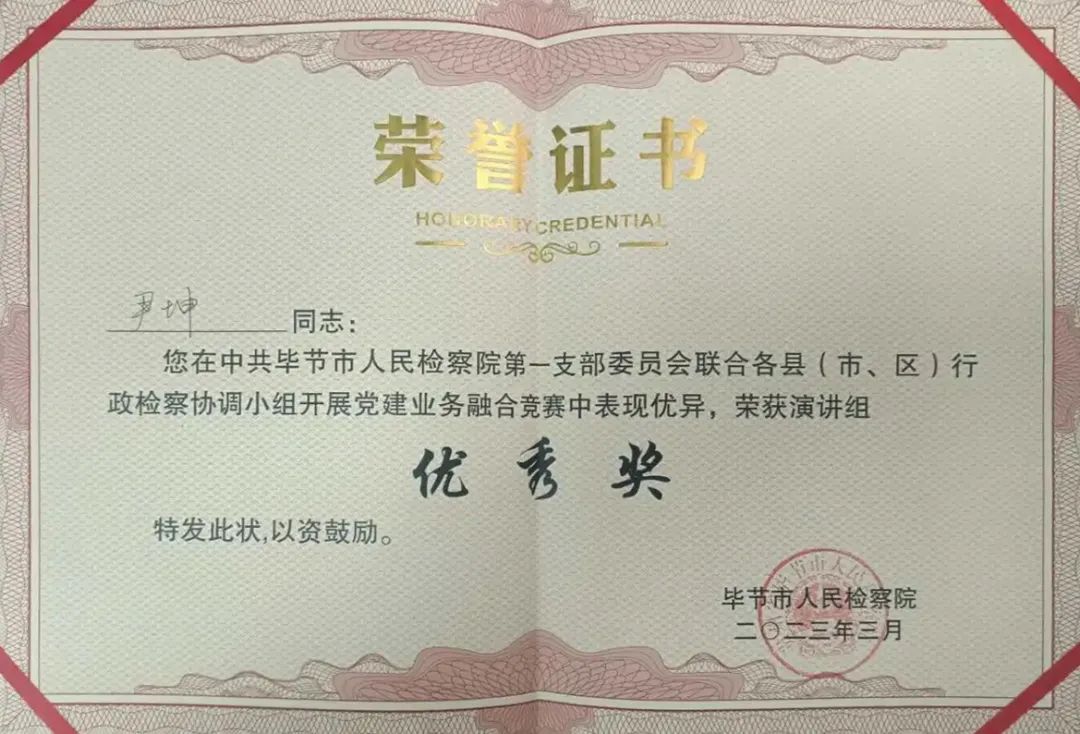 荣誉证书
HONORARY CREDENTIAL
尹坤 同志：
您在中共毕节市人民检察院第一支部委员会联合各县（市、区）行
政检察协调小组开展党建业务融合竞赛中表现优异，荣获演讲组
优秀奖
特发此状,以资鼓励。
毕节市人民检察院
二〇二三年三月